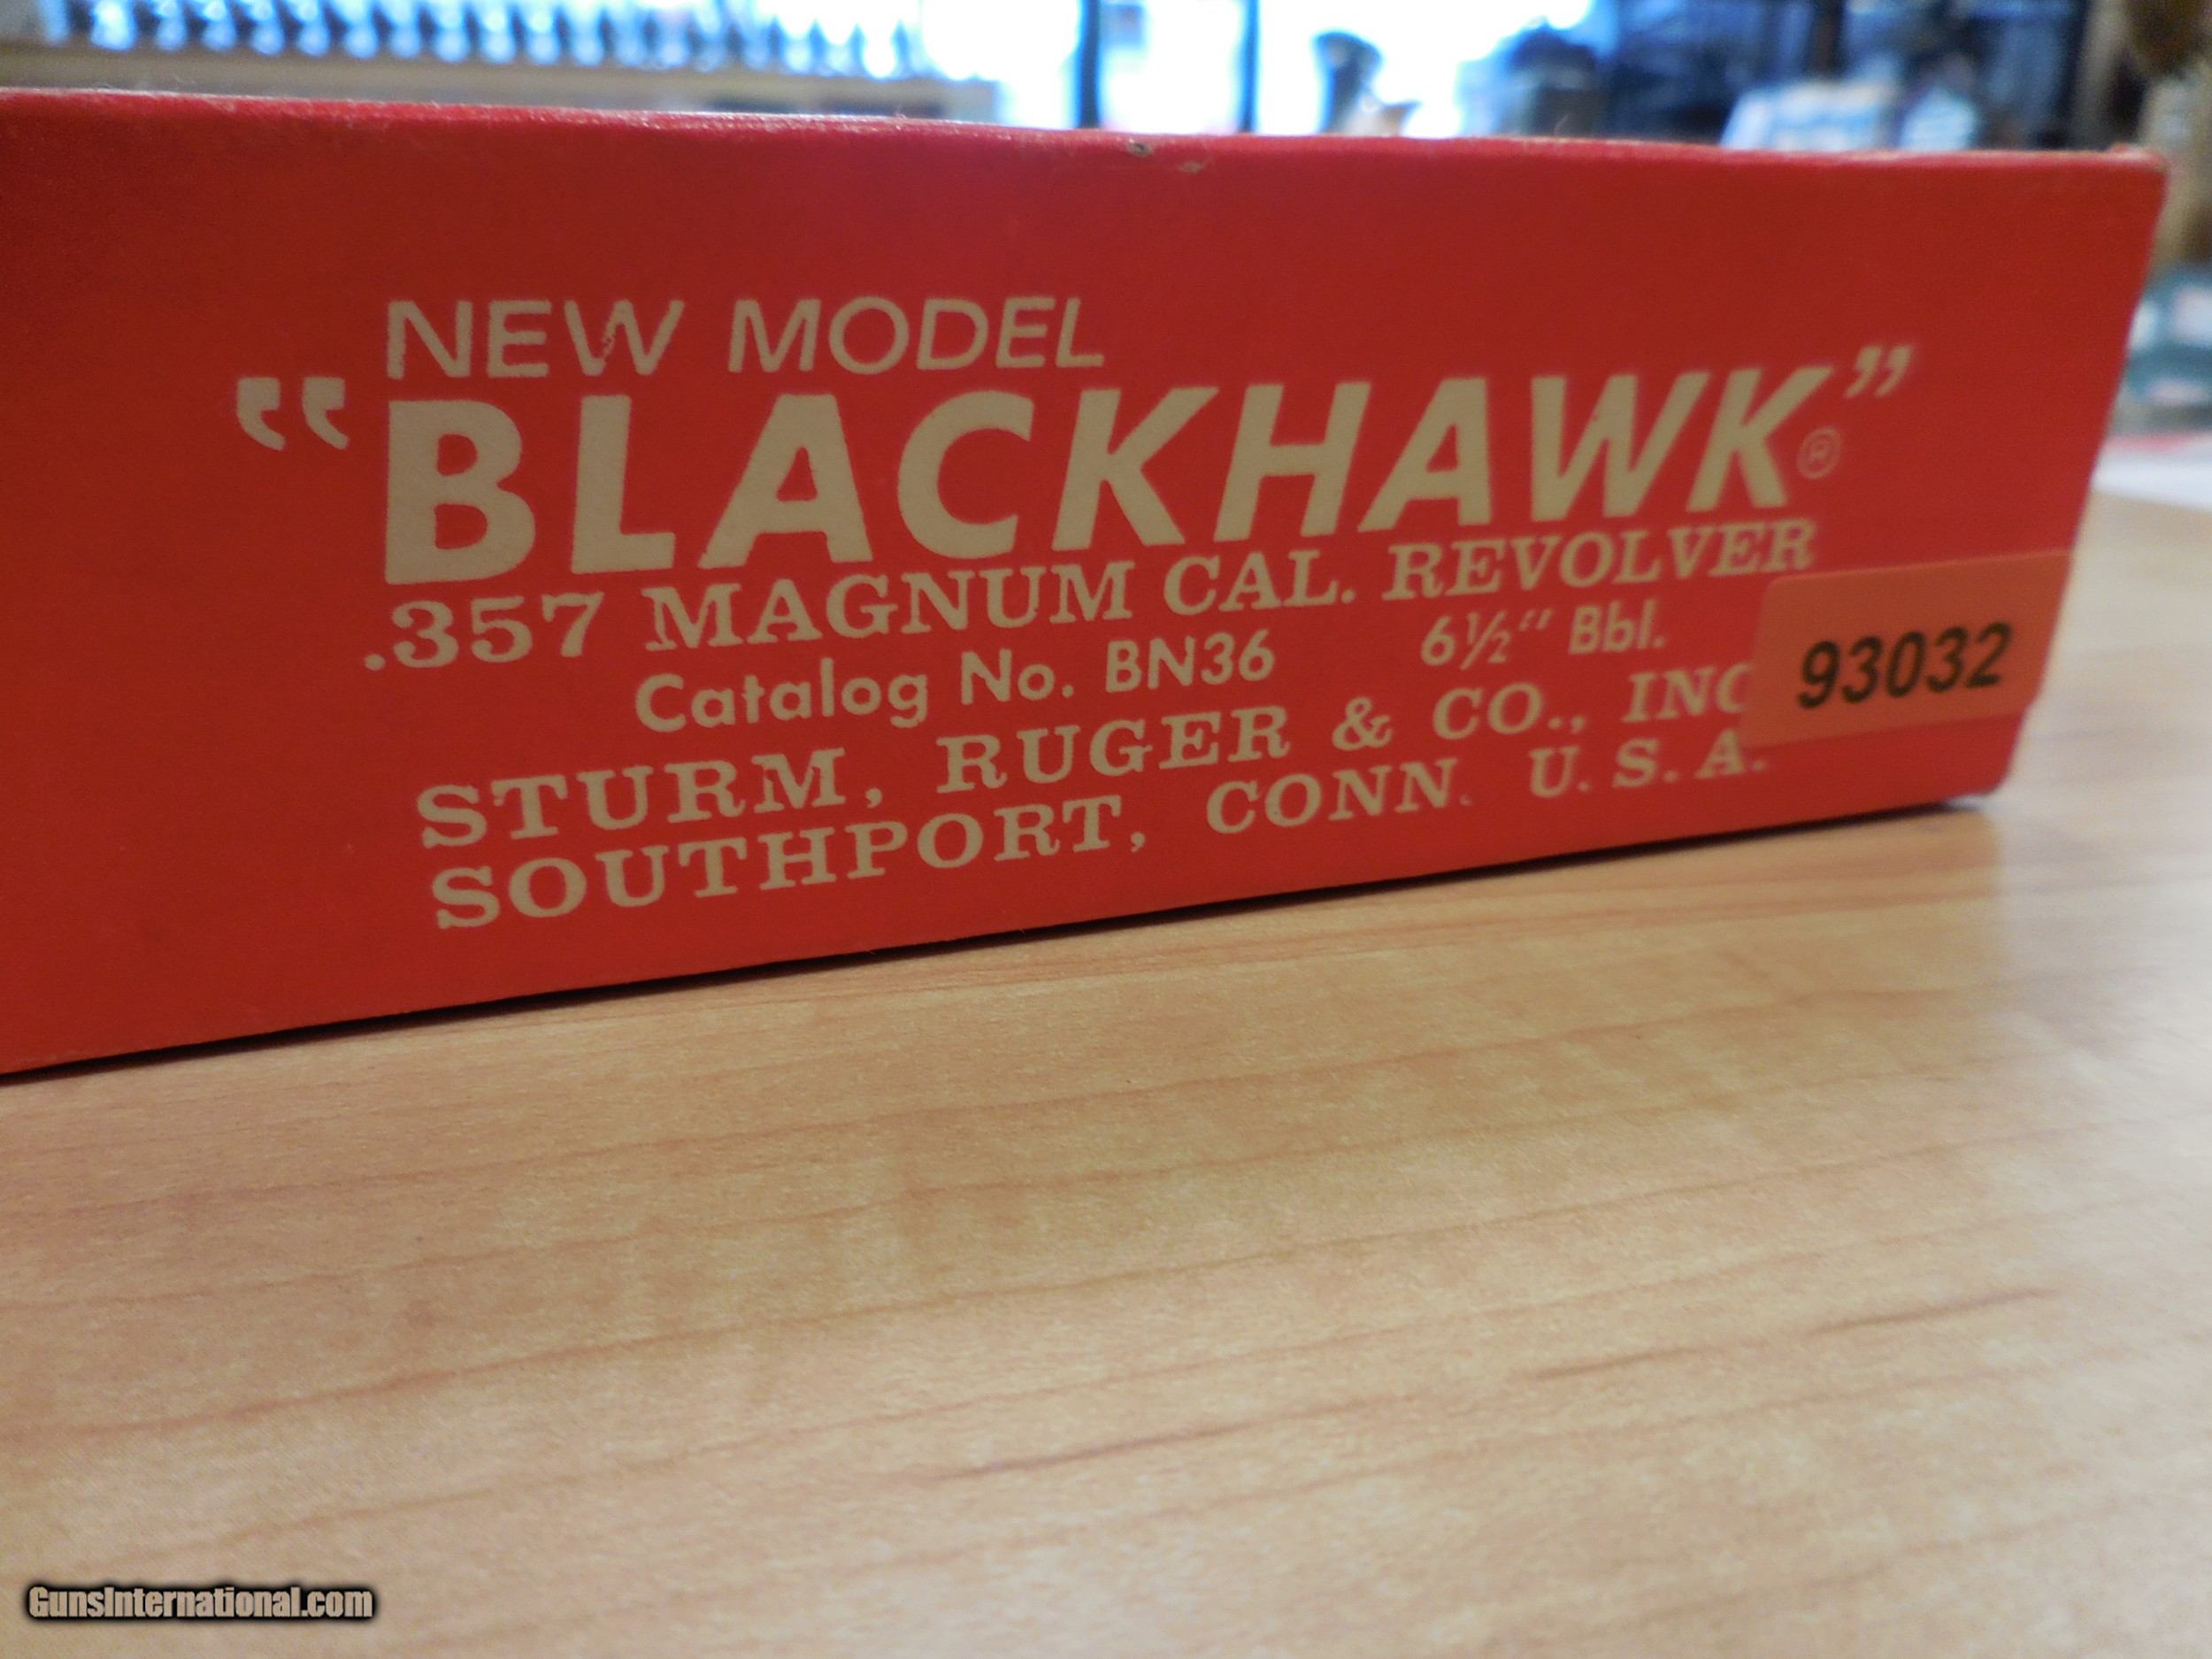 NEW MODEL
"BLACKHAWK"®
.357 MAGNUM CAL. REVOLVER
Catalog No. BN36 6½" Bbl.
STURM, RUGER & CO., INC
SOUTHPORT, CONN. U. S. A.
93032
GunsInternational.com